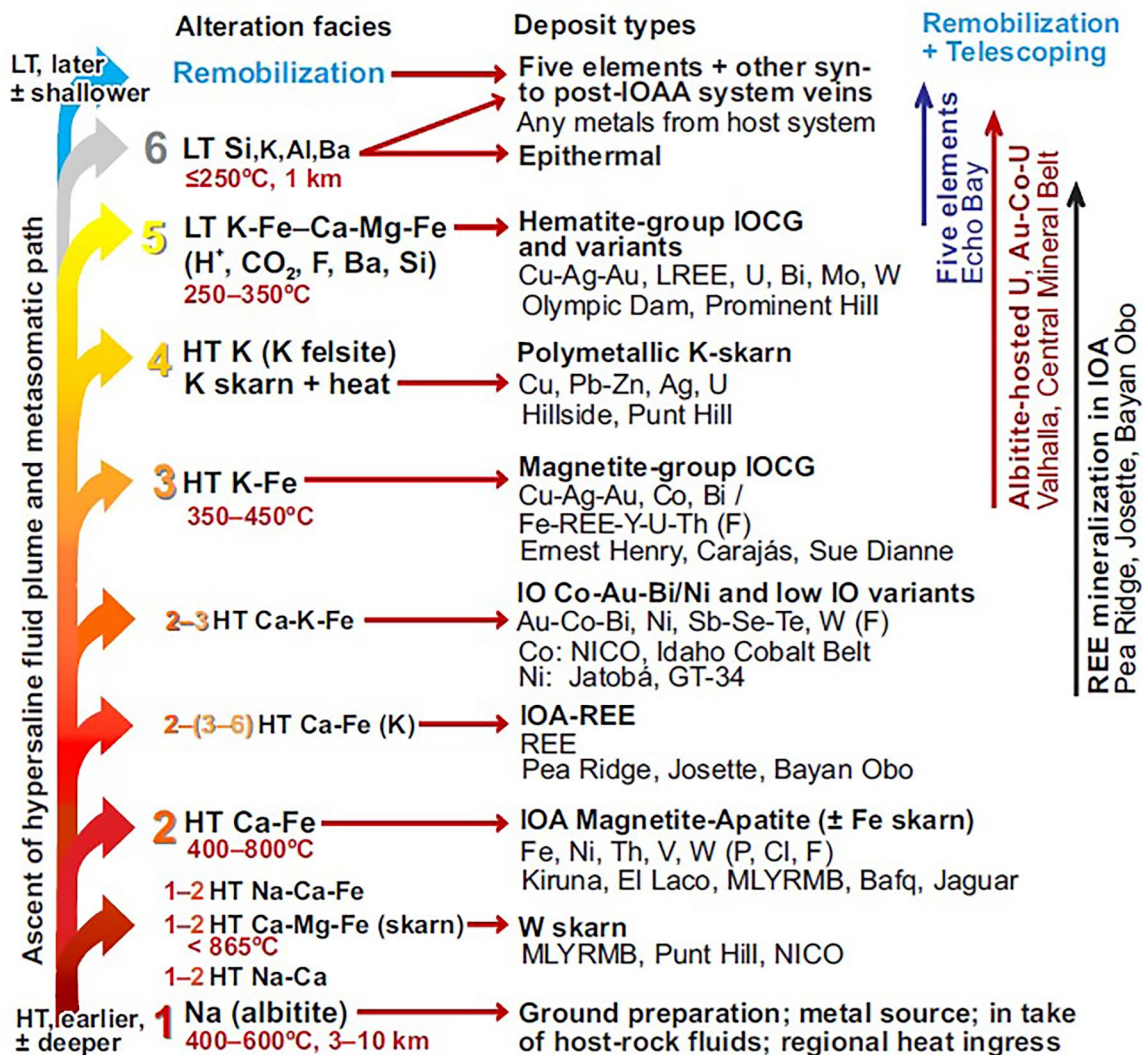 Alteration facies
Deposit types
Remobilization
+ Telescoping
LT, later
± shallower
Remobilization
Five elements + other syn-
to post-IOAA system veins
Any metals from host system
6 LT Si,K,Al,Ba
≤250ºC, 1 km
Epithermal
5 LT K-Fe–Ca-Mg-Fe
(H⁺, CO₂, F, Ba, Si)
250–350ºC
Hematite-group IOCG
and variants
Cu-Ag-Au, LREE, U, Bi, Mo, W
Olympic Dam, Prominent Hill
4 HT K (K felsite)
K skarn + heat
Polymetallic K-skarn
Cu, Pb-Zn, Ag, U
Hillside, Punt Hill
3 HT K-Fe
350–450ºC
Magnetite-group IOCG
Cu-Ag-Au, Co, Bi /
Fe-REE-Y-U-Th (F)
Ernest Henry, Carajás, Sue Dianne
2–3 HT Ca-K-Fe
IO Co-Au-Bi/Ni and low IO variants
Au-Co-Bi, Ni, Sb-Se-Te, W (F)
Co: NICO, Idaho Cobalt Belt
Ni: Jatobá, GT-34
2–(3–6) HT Ca-Fe (K)
IOA-REE
REE
Pea Ridge, Josette, Bayan Obo
2 HT Ca-Fe
400–800ºC
IOA Magnetite-Apatite (± Fe skarn)
Fe, Ni, Th, V, W (P, Cl, F)
Kiruna, El Laco, MLYRMB, Bafq, Jaguar
1–2 HT Na-Ca-Fe
1–2 HT Ca-Mg-Fe (skarn)
< 865ºC
W skarn
MLYRMB, Punt Hill, NICO
1–2 HT Na-Ca
1 Na (albitite)
400–600ºC, 3–10 km
Ground preparation; metal source; in take
of host-rock fluids; regional heat ingress
HT, earlier,
± deeper
Ascent of hypersaline fluid plume and metasomatic path
Five elements
Echo Bay
Albitite-hosted U, Au-Co-U
Valhalla, Central Mineral Belt
REE mineralization in IOA
Pea Ridge, Josette, Bayan Obo